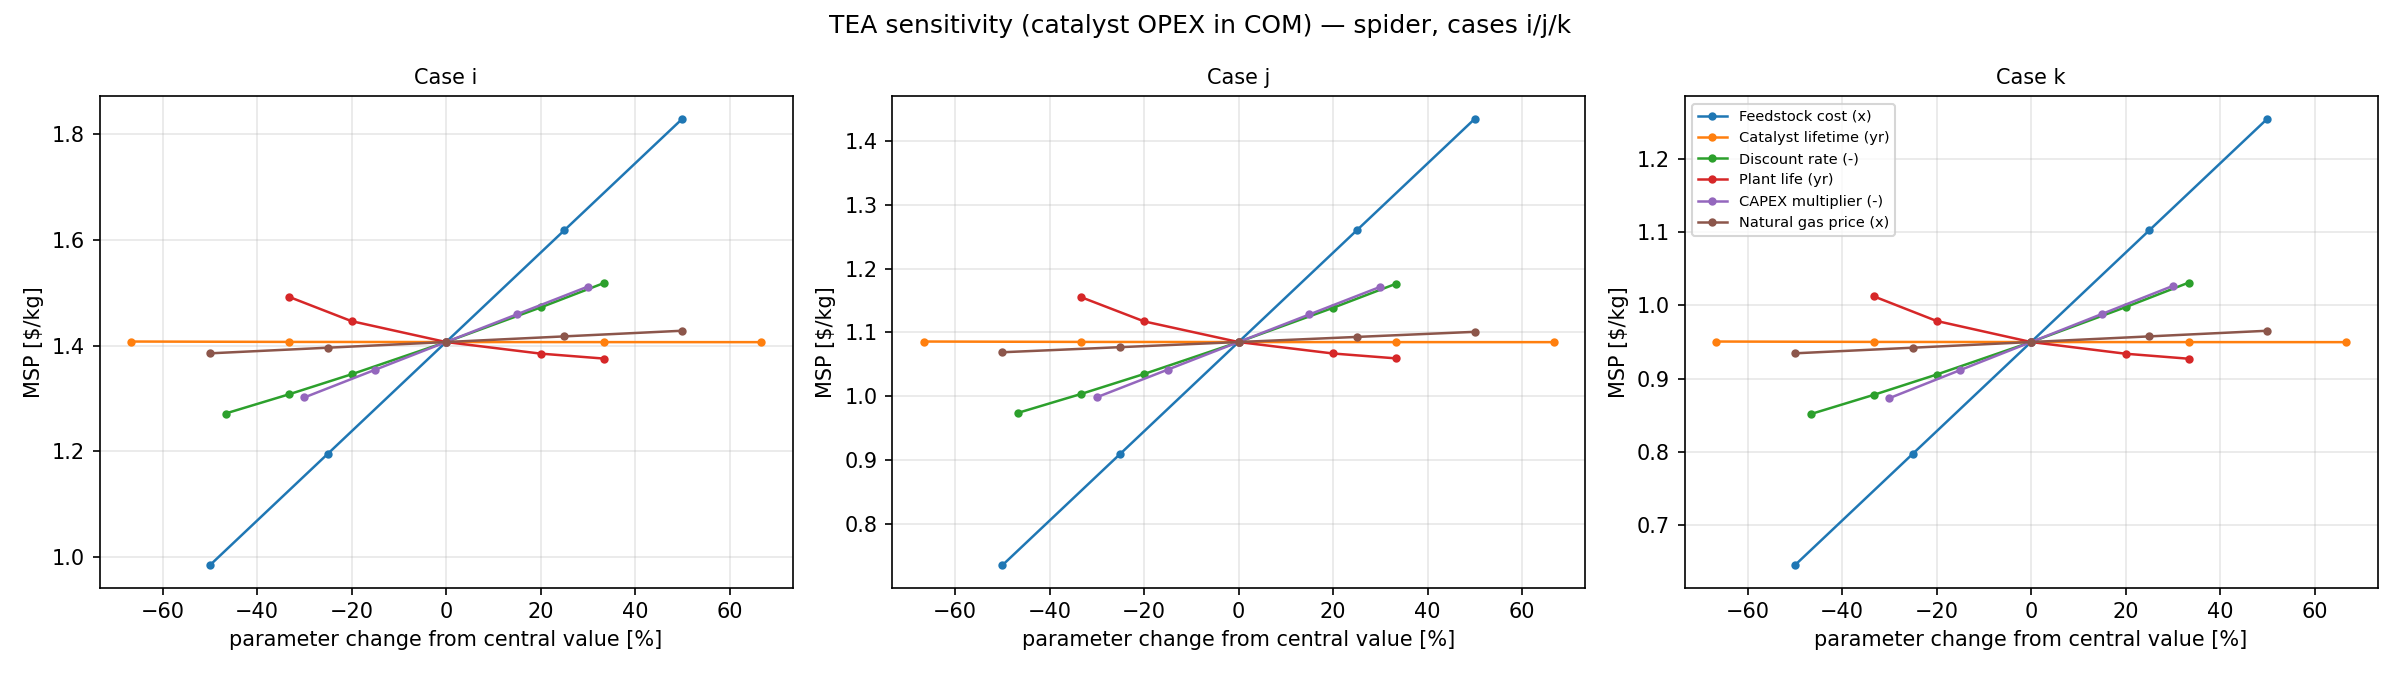 TEA sensitivity (catalyst OPEX in COM) — spider, cases i/j/k
Case i
MSP [$/kg]
1.8
1.6
1.4
1.2
1.0
−60 −40 −20 0 20 40 60
parameter change from central value [%]
Case j
MSP [$/kg]
1.4
1.3
1.2
1.1
1.0
0.9
0.8
−60 −40 −20 0 20 40 60
parameter change from central value [%]
Case k
Feedstock cost (x)
Catalyst lifetime (yr)
Discount rate (-)
Plant life (yr)
CAPEX multiplier (-)
Natural gas price (x)
MSP [$/kg]
1.2
1.1
1.0
0.9
0.8
0.7
−60 −40 −20 0 20 40 60
parameter change from central value [%]